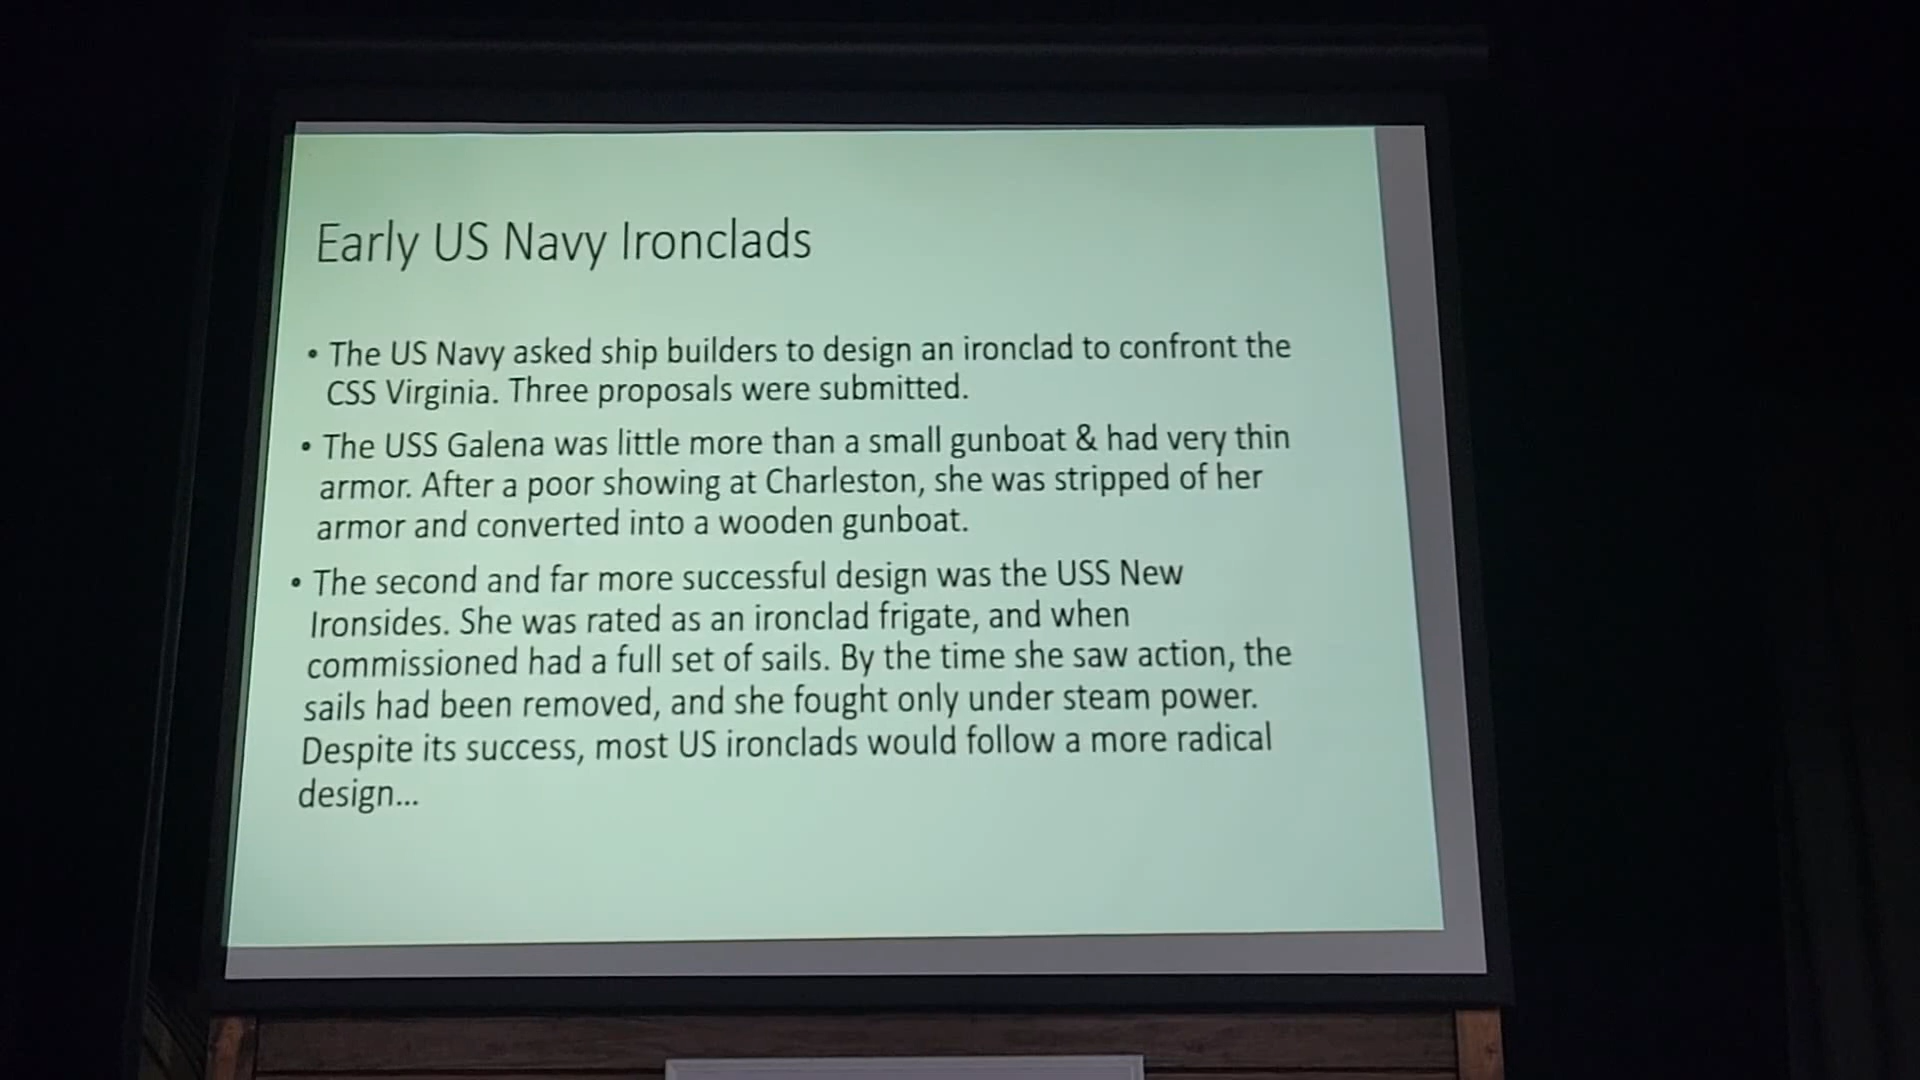 Early US Navy Ironclads
• The US Navy asked ship builders to design an ironclad to confront the
CSS Virginia. Three proposals were submitted.
• The USS Galena was little more than a small gunboat & had very thin
armor. After a poor showing at Charleston, she was stripped of her
armor and converted into a wooden gunboat.
• The second and far more successful design was the USS New
Ironsides. She was rated as an ironclad frigate, and when
commissioned had a full set of sails. By the time she saw action, the
sails had been removed, and she fought only under steam power.
Despite its success, most US ironclads would follow a more radical
design...